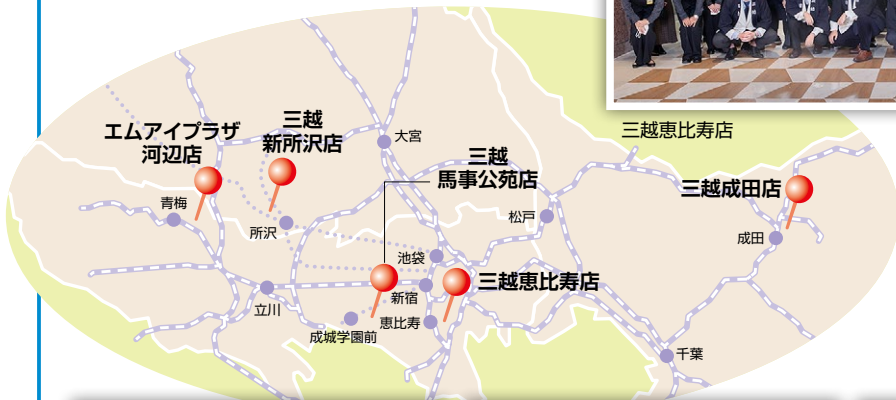 三越恵比寿店
エムアイプラザ
河辺店
三越
新所沢店
大宮
三越
馬事公苑店
三越成田店
青梅
所沢
松戸
成田
池袋
新宿
三越恵比寿店
立川
恵比寿
成城学園前
千葉